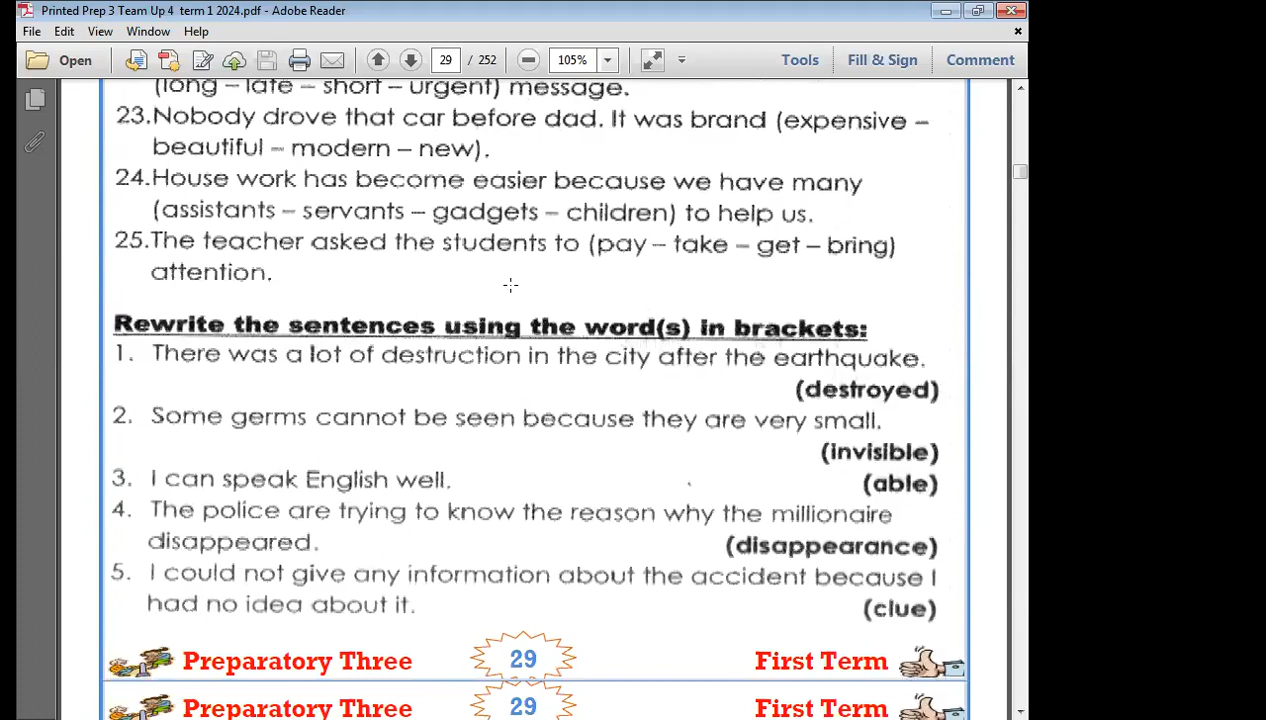 Printed Prep 3 Team Up 4 term 1 2024.pdf - Adobe Reader
File Edit View Window Help
Open 29 / 252 105% Tools Fill & Sign Comment
(long – late – short – urgent) message.
23.Nobody drove that car before dad. It was brand (expensive –
beautiful – modern – new).
24.House work has become easier because we have many
(assistants – servants – gadgets – children) to help us.
25.The teacher asked the students to (pay – take – get – bring)
attention.
Rewrite the sentences using the word(s) in brackets:
1. There was a lot of destruction in the city after the earthquake.
(destroyed)
2. Some germs cannot be seen because they are very small.
(invisible)
3. I can speak English well. (able)
4. The police are trying to know the reason why the millionaire
disappeared. (disappearance)
5. I could not give any information about the accident because I
had no idea about it. (clue)
Preparatory Three 29 First Term
Preparatory Three 29 First Term